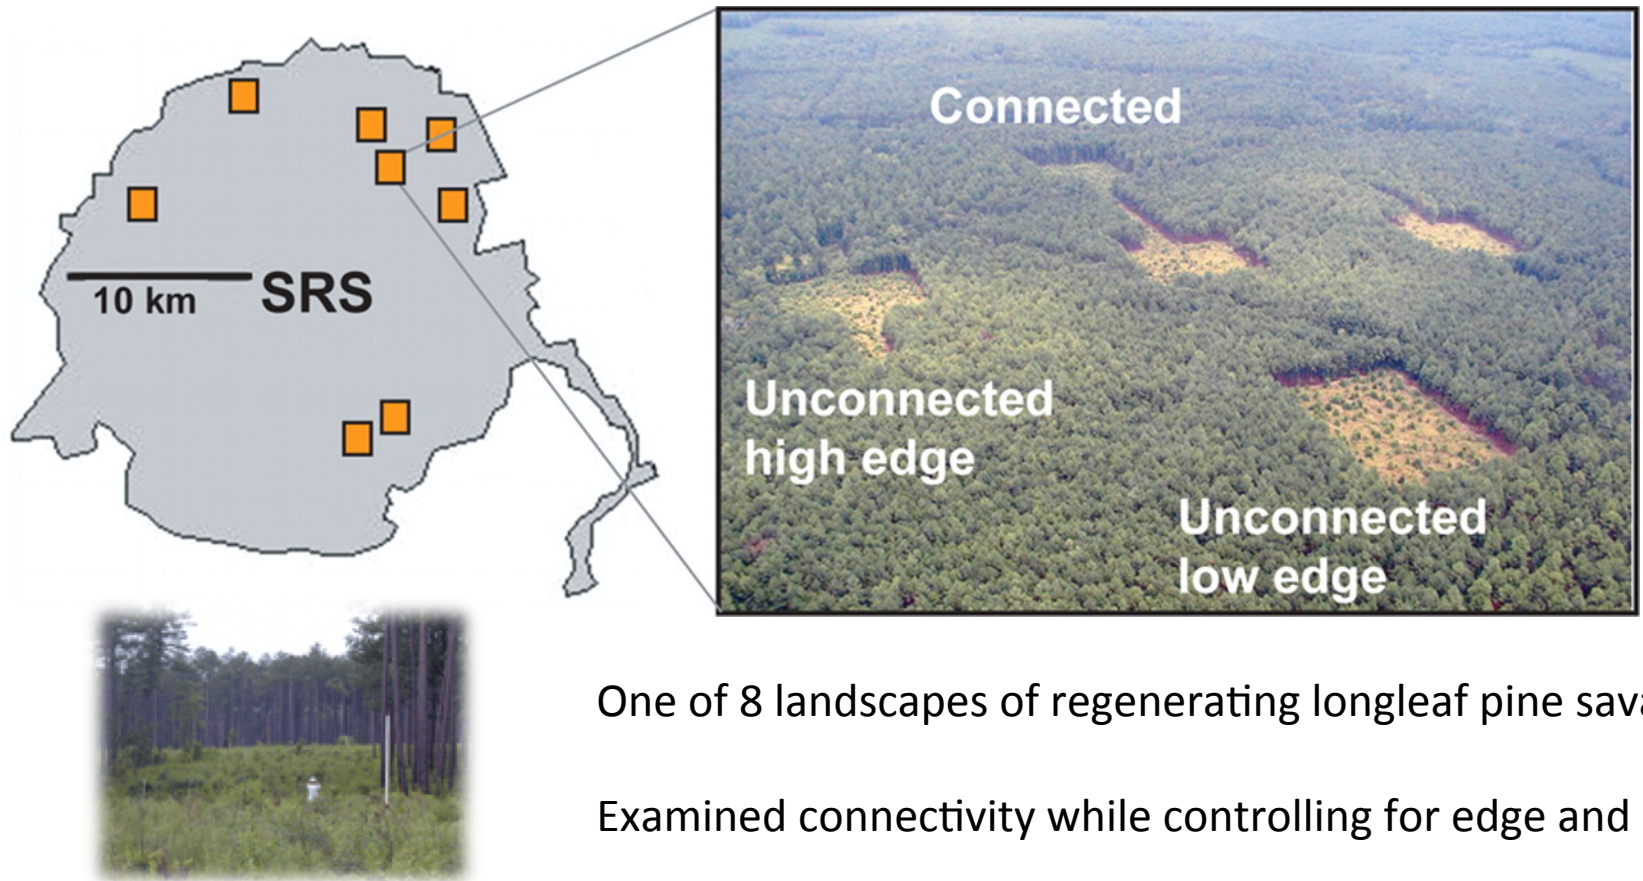 Connected
Unconnected
high edge
Unconnected
low edge
10 km
SRS
One of 8 landscapes of regenerating longleaf pine sava
Examined connectivity while controlling for edge and